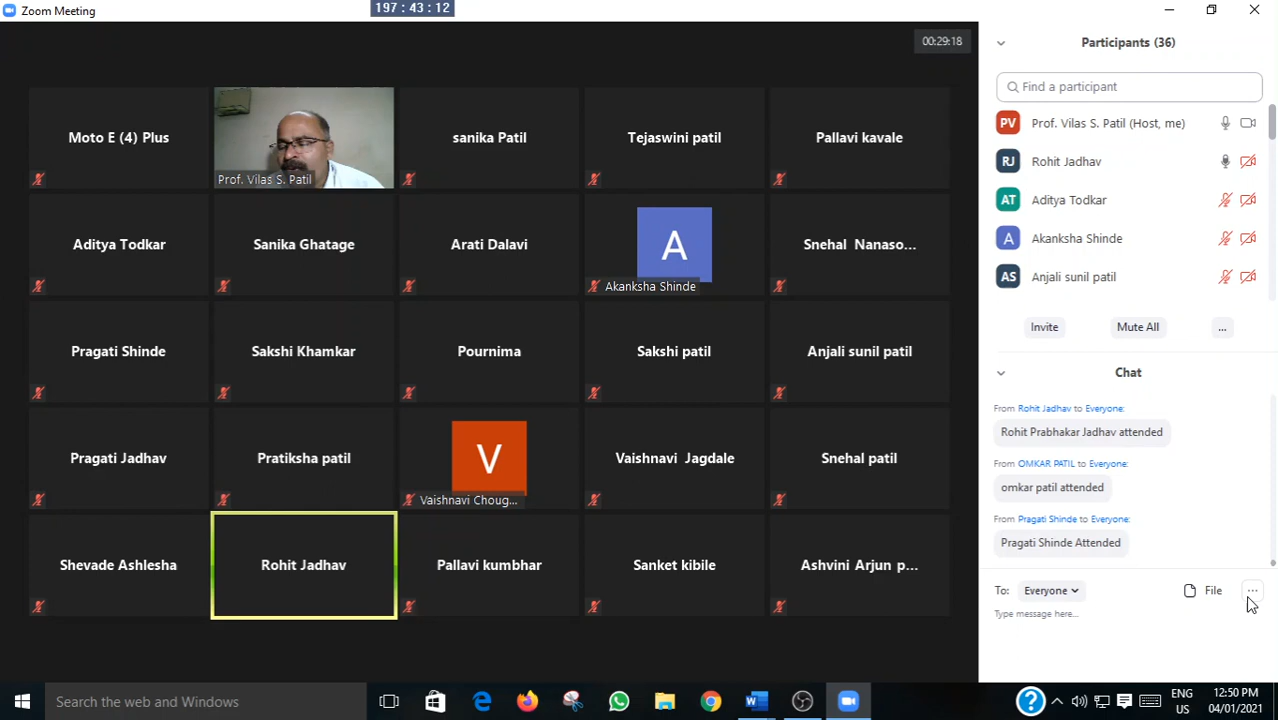 Zoom Meeting
197 : 43 : 12
00:29:18
Moto E (4) Plus
Prof. Vilas S. Patil
sanika Patil
Tejaswini patil
Pallavi kavale
Aditya Todkar
Sanika Ghatage
Arati Dalavi
A
Akanksha Shinde
Snehal Nanaso...
Pragati Shinde
Sakshi Khamkar
Pournima
Sakshi patil
Anjali sunil patil
Pragati Jadhav
Pratiksha patil
V
Vaishnavi Choug...
Vaishnavi Jagdale
Snehal patil
Shevade Ashlesha
Rohit Jadhav
Pallavi kumbhar
Sanket kibile
Ashvini Arjun p...
Participants (36)
Find a participant
PV Prof. Vilas S. Patil (Host, me)
RJ Rohit Jadhav
AT Aditya Todkar
A Akanksha Shinde
AS Anjali sunil patil
Invite Mute All ...
Chat
From Rohit Jadhav to Everyone:
Rohit Prabhakar Jadhav attended
From OMKAR PATIL to Everyone:
omkar patil attended
From Pragati Shinde to Everyone:
Pragati Shinde Attended
To: Everyone File ...
Type message here...
Search the web and Windows
ENG
US
12:50 PM
04/01/2021